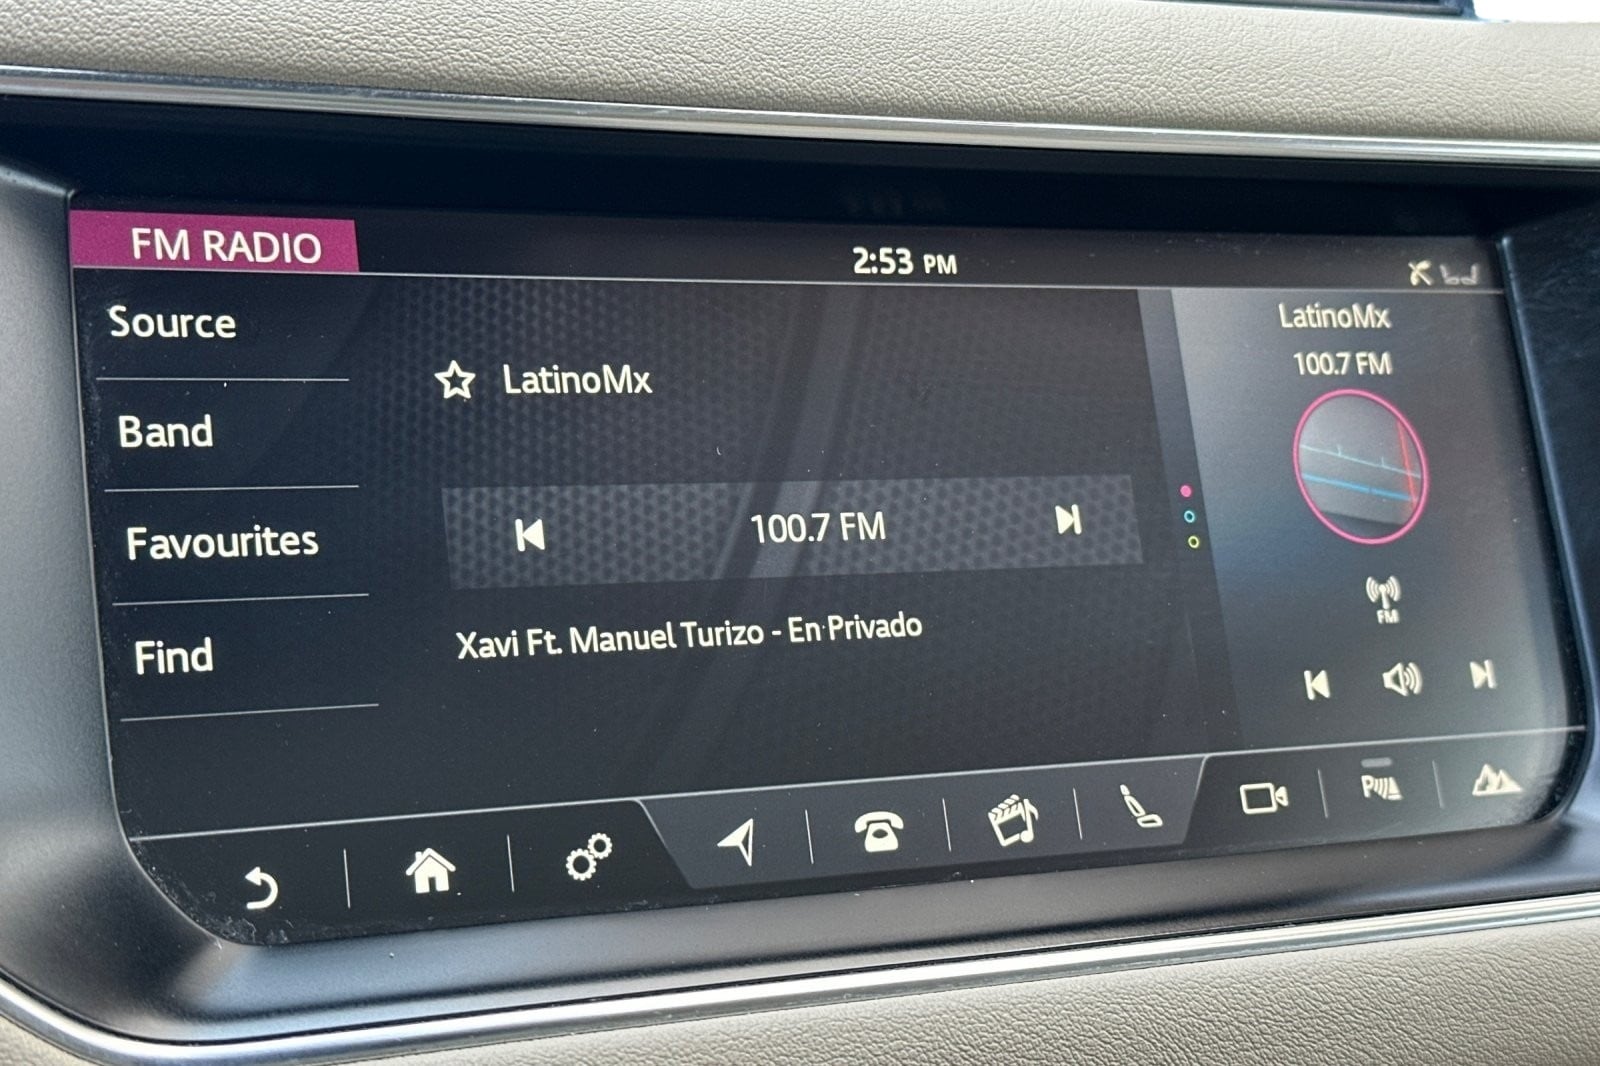 FM RADIO
2:53 PM
Source
Band
Favourites
Find
LatinoMx
100.7 FM
Xavi Ft. Manuel Turizo - En Privado
LatinoMx
100.7 FM
FM
P